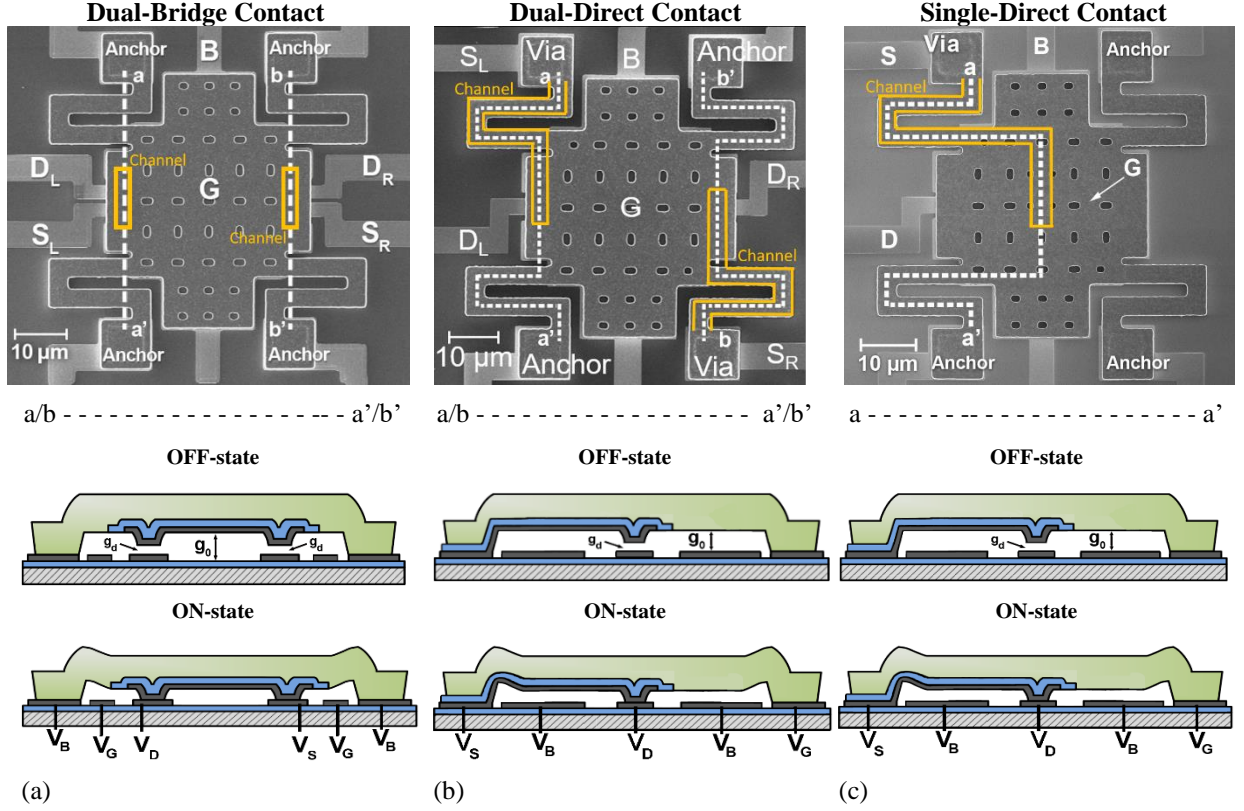 Dual-Bridge Contact
Dual-Direct Contact
Single-Direct Contact
Anchor
B
Anchor
a
b
Channel
D_L
G
D_R
S_L
Channel
S_R
a'
b'
10 µm
Anchor
Anchor
Via
Anchor
S_L
B
a
b'
Channel
D_R
G
D_L
Channel
a'
b
10 µm
Anchor
Via
S_R
Via
B
S
a
Anchor
Channel
G
D
a'
10 µm
Anchor
Anchor
a/b - - - - - - - - - - - - - - - - - - - a'/b'
a/b - - - - - - - - - - - - - - - - - - - a'/b'
a - - - - - - - - - - - - - - - - - - - - - a'
OFF-state
OFF-state
OFF-state
g_d g_0 g_d
g_d g_0
g_d g_0
ON-state
ON-state
ON-state
V_B V_G V_D V_S V_G V_B
V_S V_B V_D V_B V_G
V_S V_B V_D V_B V_G
(a)
(b)
(c)